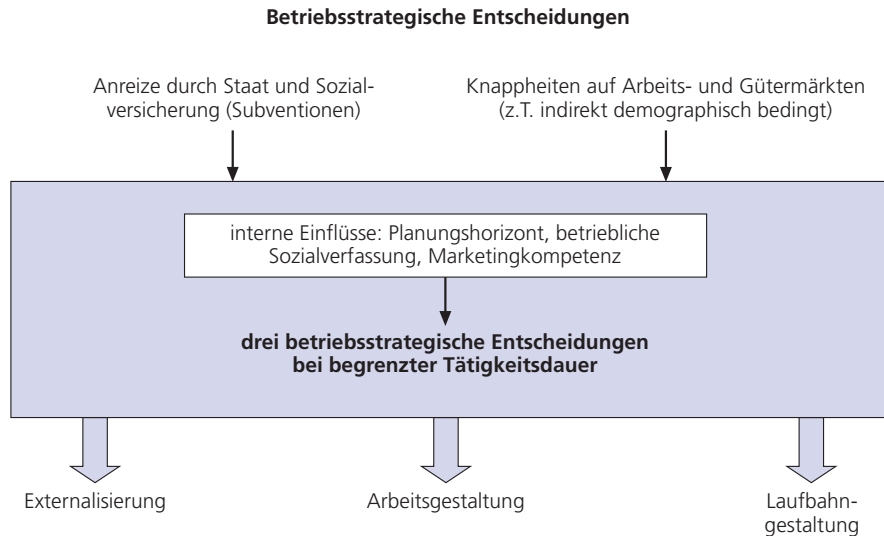 Betriebsstrategische Entscheidungen
Anreize durch Staat und Sozial-
versicherung (Subventionen)
Knappheiten auf Arbeits- und Gütermärkten
(z.T. indirekt demographisch bedingt)
interne Einflüsse: Planungshorizont, betriebliche
Sozialverfassung, Marketingkompetenz
drei betriebsstrategische Entscheidungen
bei begrenzter Tätigkeitsdauer
Externalisierung
Arbeitsgestaltung
Laufbahn-
gestaltung